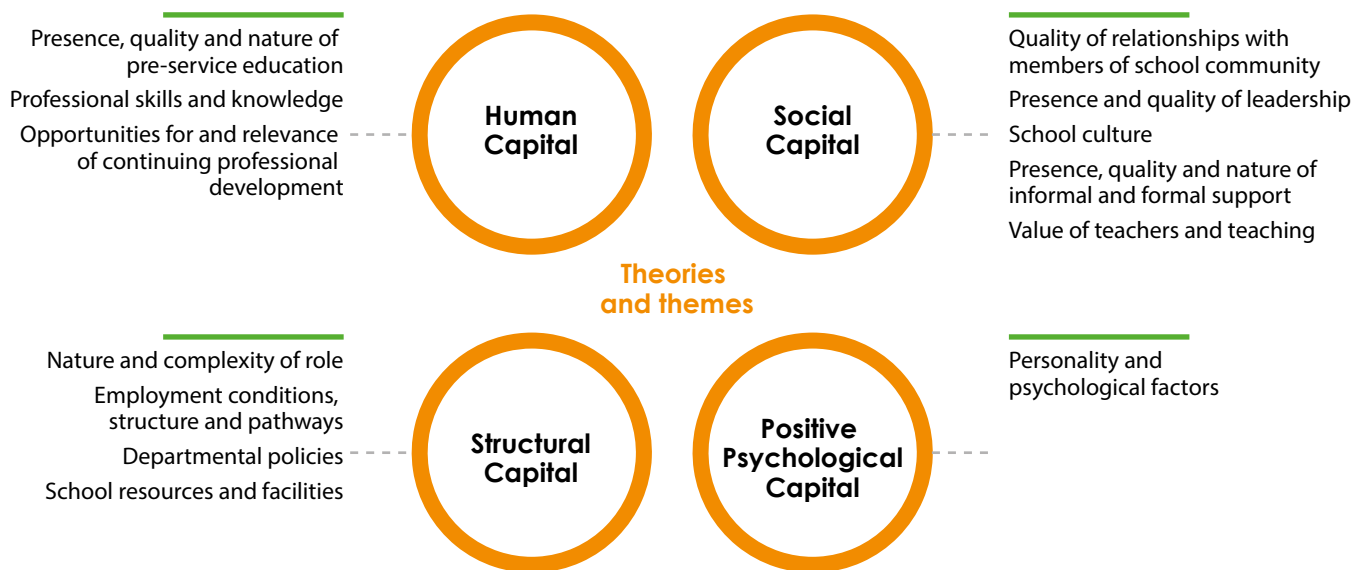 Presence, quality and nature of
pre-service education
Professional skills and knowledge
Opportunities for and relevance
of continuing professional
development
Human
Capital
Social
Capital
Quality of relationships with
members of school community
Presence and quality of leadership
School culture
Presence, quality and nature of
informal and formal support
Value of teachers and teaching
Theories
and themes
Nature and complexity of role
Employment conditions,
structure and pathways
Departmental policies
School resources and facilities
Structural
Capital
Positive
Psychological
Capital
Personality and
psychological factors